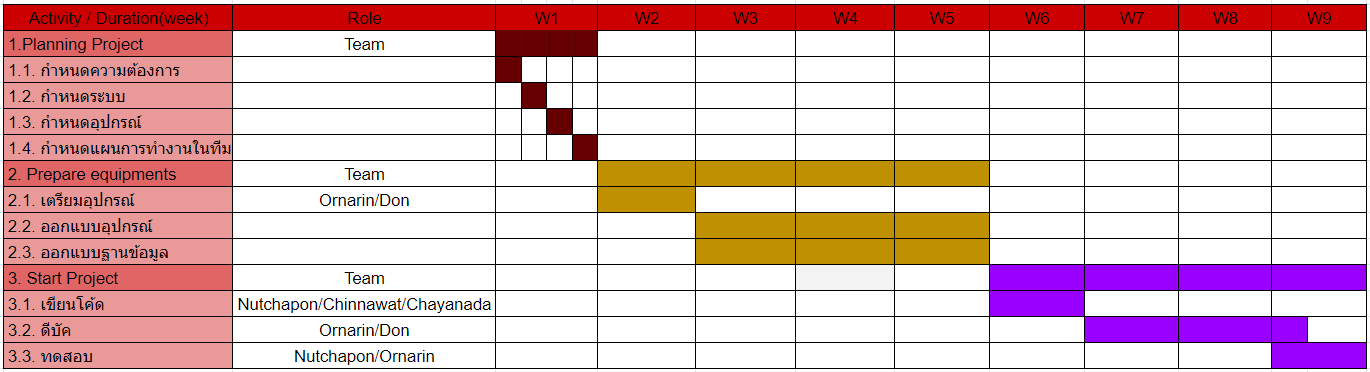 Activity / Duration(week) Role W1 W2 W3 W4 W5 W6 W7 W8 W9
1.Planning Project Team
1.1. กำหนดความต้องการ
1.2. กำหนดระบบ
1.3. กำหนดอุปกรณ์
1.4. กำหนดแผนการทำงานในทีม
2. Prepare equipments Team
2.1. เตรียมอุปกรณ์ Ornarin/Don
2.2. ออกแบบอุปกรณ์
2.3. ออกแบบฐานข้อมูล
3. Start Project Team
3.1. เขียนโค้ด Nutchapon/Chinnawat/Chayanada
3.2. ดีบัค Ornarin/Don
3.3. ทดสอบ Nutchapon/Ornarin